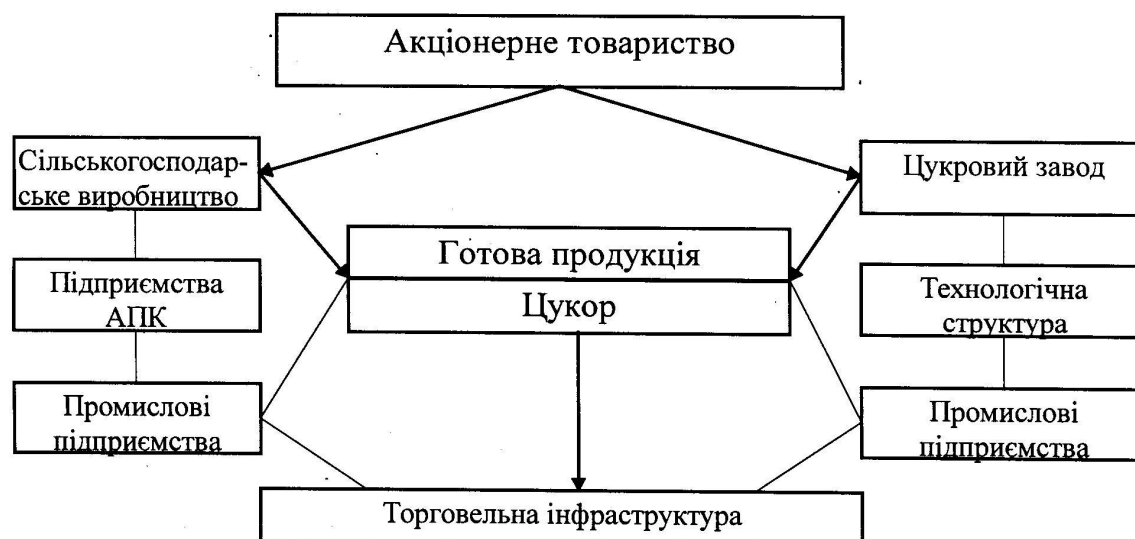 Акціонерне товариство
Сільськогосподар-
ське виробництво
Цукровий завод
Готова продукція
Цукор
Підприємства
АПК
Технологічна
структура
Промислові
підприємства
Промислові
підприємства
Торговельна інфраструктура